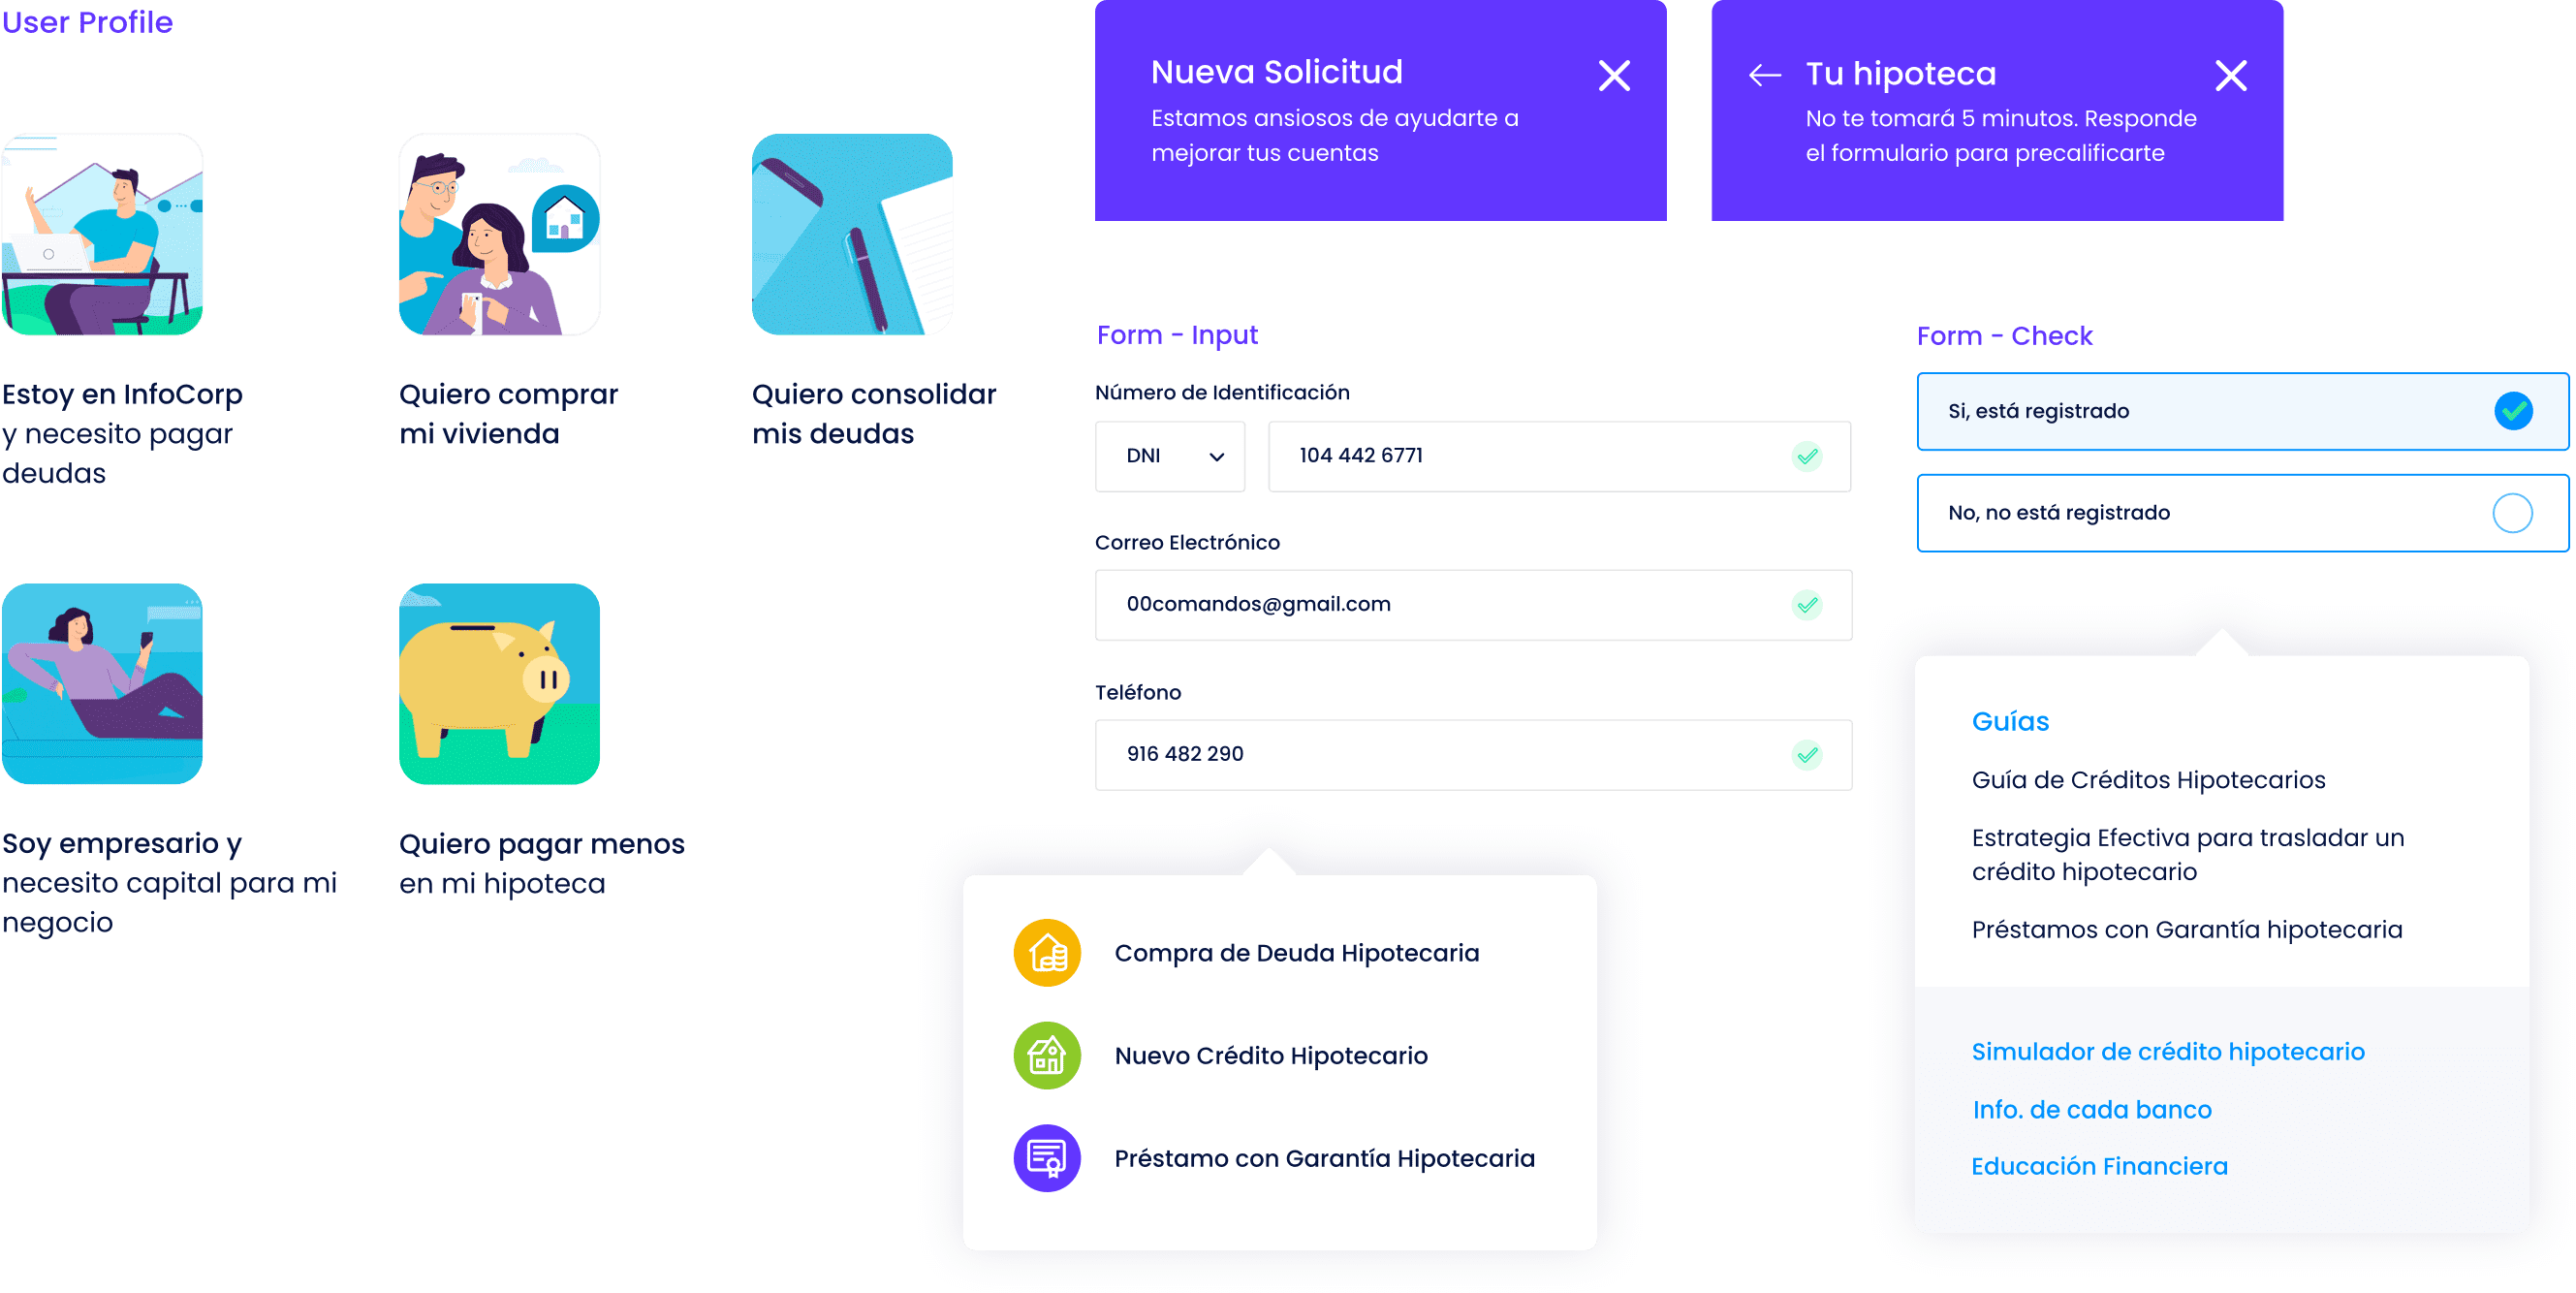 User Profile
Estoy en InfoCorp
y necesito pagar
deudas
Quiero comprar
mi vivienda
Quiero consolidar
mis deudas
Soy empresario y
necesito capital para mi
negocio
Quiero pagar menos
en mi hipoteca
Nueva Solicitud
Estamos ansiosos de ayudarte a
mejorar tus cuentas
Tu hipoteca
No te tomará 5 minutos. Responde
el formulario para precalificarte
Form - Input
Número de Identificación
DNI
104 442 6771
Correo Electrónico
00comandos@gmail.com
Teléfono
916 482 290
Form - Check
Si, está registrado
No, no está registrado
Compra de Deuda Hipotecaria
Nuevo Crédito Hipotecario
Préstamo con Garantía Hipotecaria
Guías
Guía de Créditos Hipotecarios
Estrategia Efectiva para trasladar un
crédito hipotecario
Préstamos con Garantía hipotecaria
Simulador de crédito hipotecario
Info. de cada banco
Educación Financiera